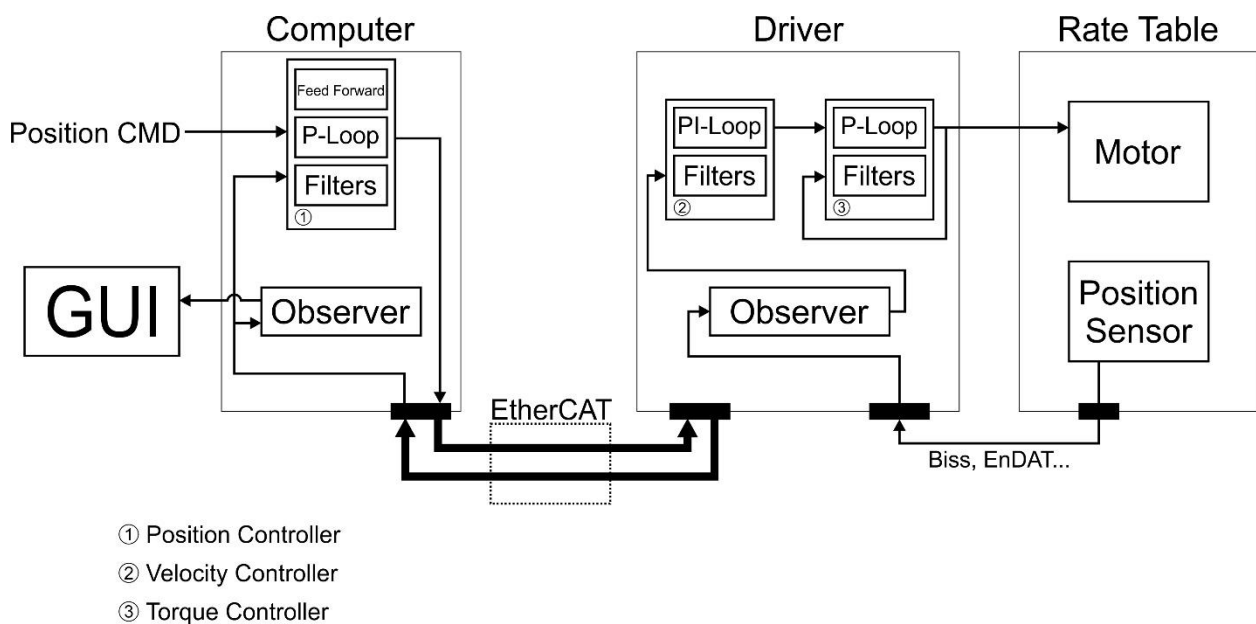 Computer
Driver
Rate Table
Feed Forward
Position CMD
P-Loop
Filters
①
PI-Loop
Filters
②
P-Loop
Filters
③
Motor
GUI
Observer
Observer
Position
Sensor
EtherCAT
Biss, EnDAT...
① Position Controller
② Velocity Controller
③ Torque Controller